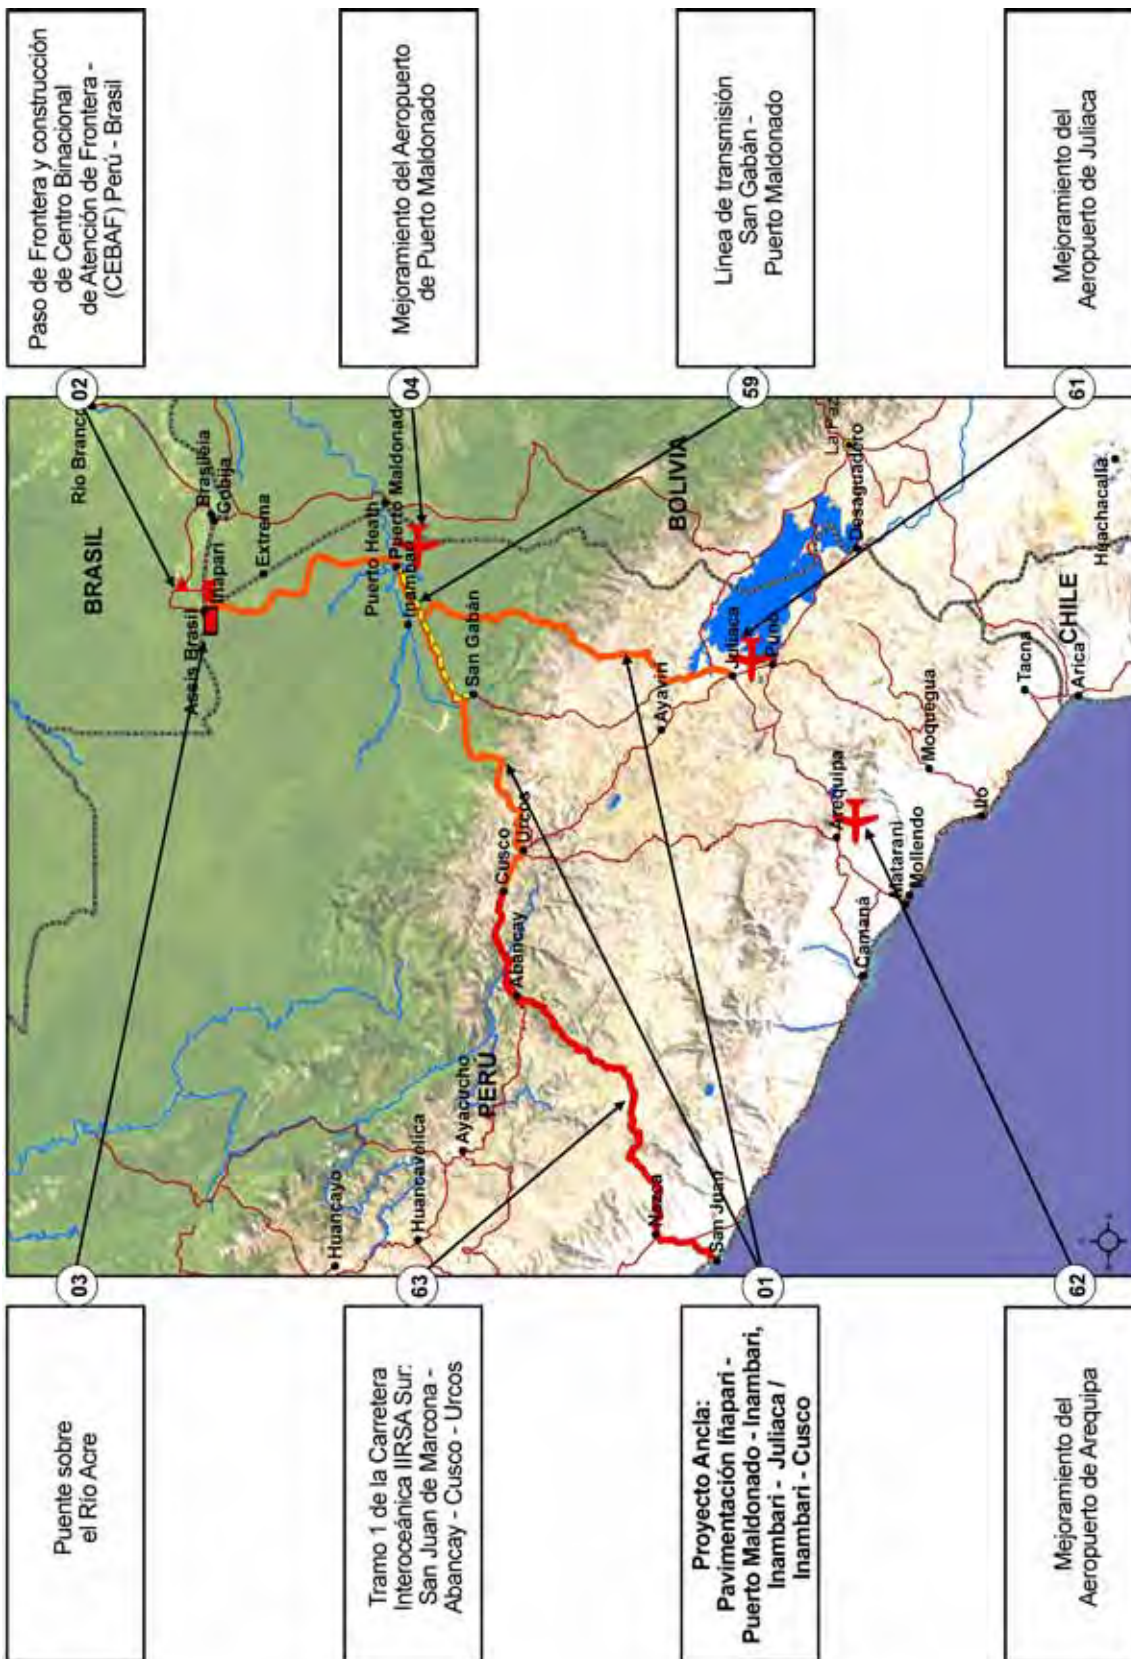 Puente sobre
el Río Acre
03
Tramo 1 de la Carretera
Interoceánica IIRSA Sur:
San Juan de Marcona -
Abancay - Cusco - Urcos
63
Proyecto Ancla:
Pavimentación Iñapari -
Puerto Maldonado - Inambari,
Inambari - Juliaca /
Inambari - Cusco
01
Mejoramiento del
Aeropuerto de Arequipa
62
Paso de Frontera y construcción
de Centro Binacional
de Atención de Frontera -
(CEBAF) Perú - Brasil
02
Mejoramiento del Aeropuerto
de Puerto Maldonado
04
Línea de transmisión
San Gabán -
Puerto Maldonado
59
Mejoramiento del
Aeropuerto de Juliaca
61
BRASIL
Rio Branco
Brasiléia
Cobija
Assis Brasil
Iñapari
Extrema
Puerto Heath
Puerto Maldonado
Inambari
San Gabán
Huancayo
Huancavelica
Ayacucho
PERÚ
Abancay
Cusco
Urcos
Ayaviri
BOLIVIA
Nazca
San Juan
Juliaca
Puno
La Paz
Desaguadero
Arequipa
Camaná
Matarani
Mollendo
Moquegua
Ilo
Tacna
Arica
CHILE
Huachacalla